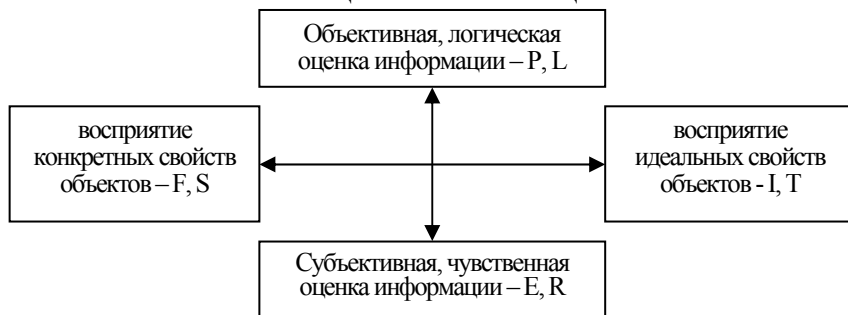 Объективная, логическая
оценка информации – P, L
восприятие
конкретных свойств
объектов – F, S
восприятие
идеальных свойств
объектов - I, T
Субъективная, чувственная
оценка информации – E, R